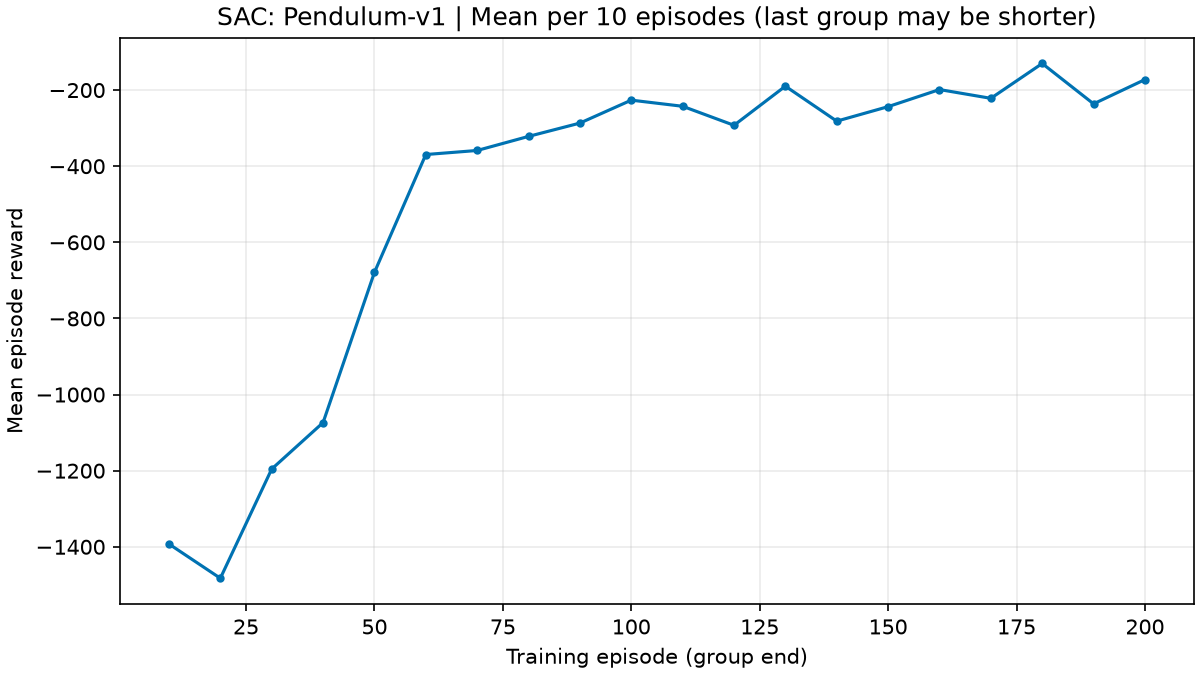 SAC: Pendulum-v1 | Mean per 10 episodes (last group may be shorter)
Mean episode reward
−200
−400
−600
−800
−1000
−1200
−1400
25 50 75 100 125 150 175 200
Training episode (group end)